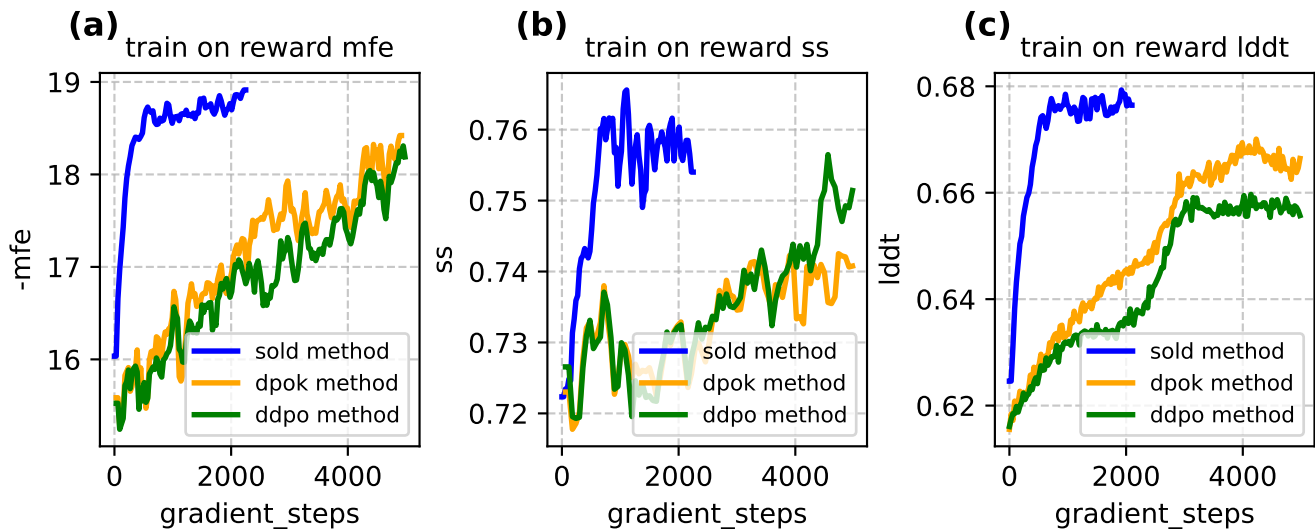 (a)
train on reward mfe
-mfe
19
18
17
16
0
2000
4000
gradient_steps
sold method
dpok method
ddpo method
(b)
train on reward ss
ss
0.76
0.75
0.74
0.73
0.72
0
2000
4000
gradient_steps
sold method
dpok method
ddpo method
(c)
train on reward lddt
lddt
0.68
0.66
0.64
0.62
0
2000
4000
gradient_steps
sold method
dpok method
ddpo method